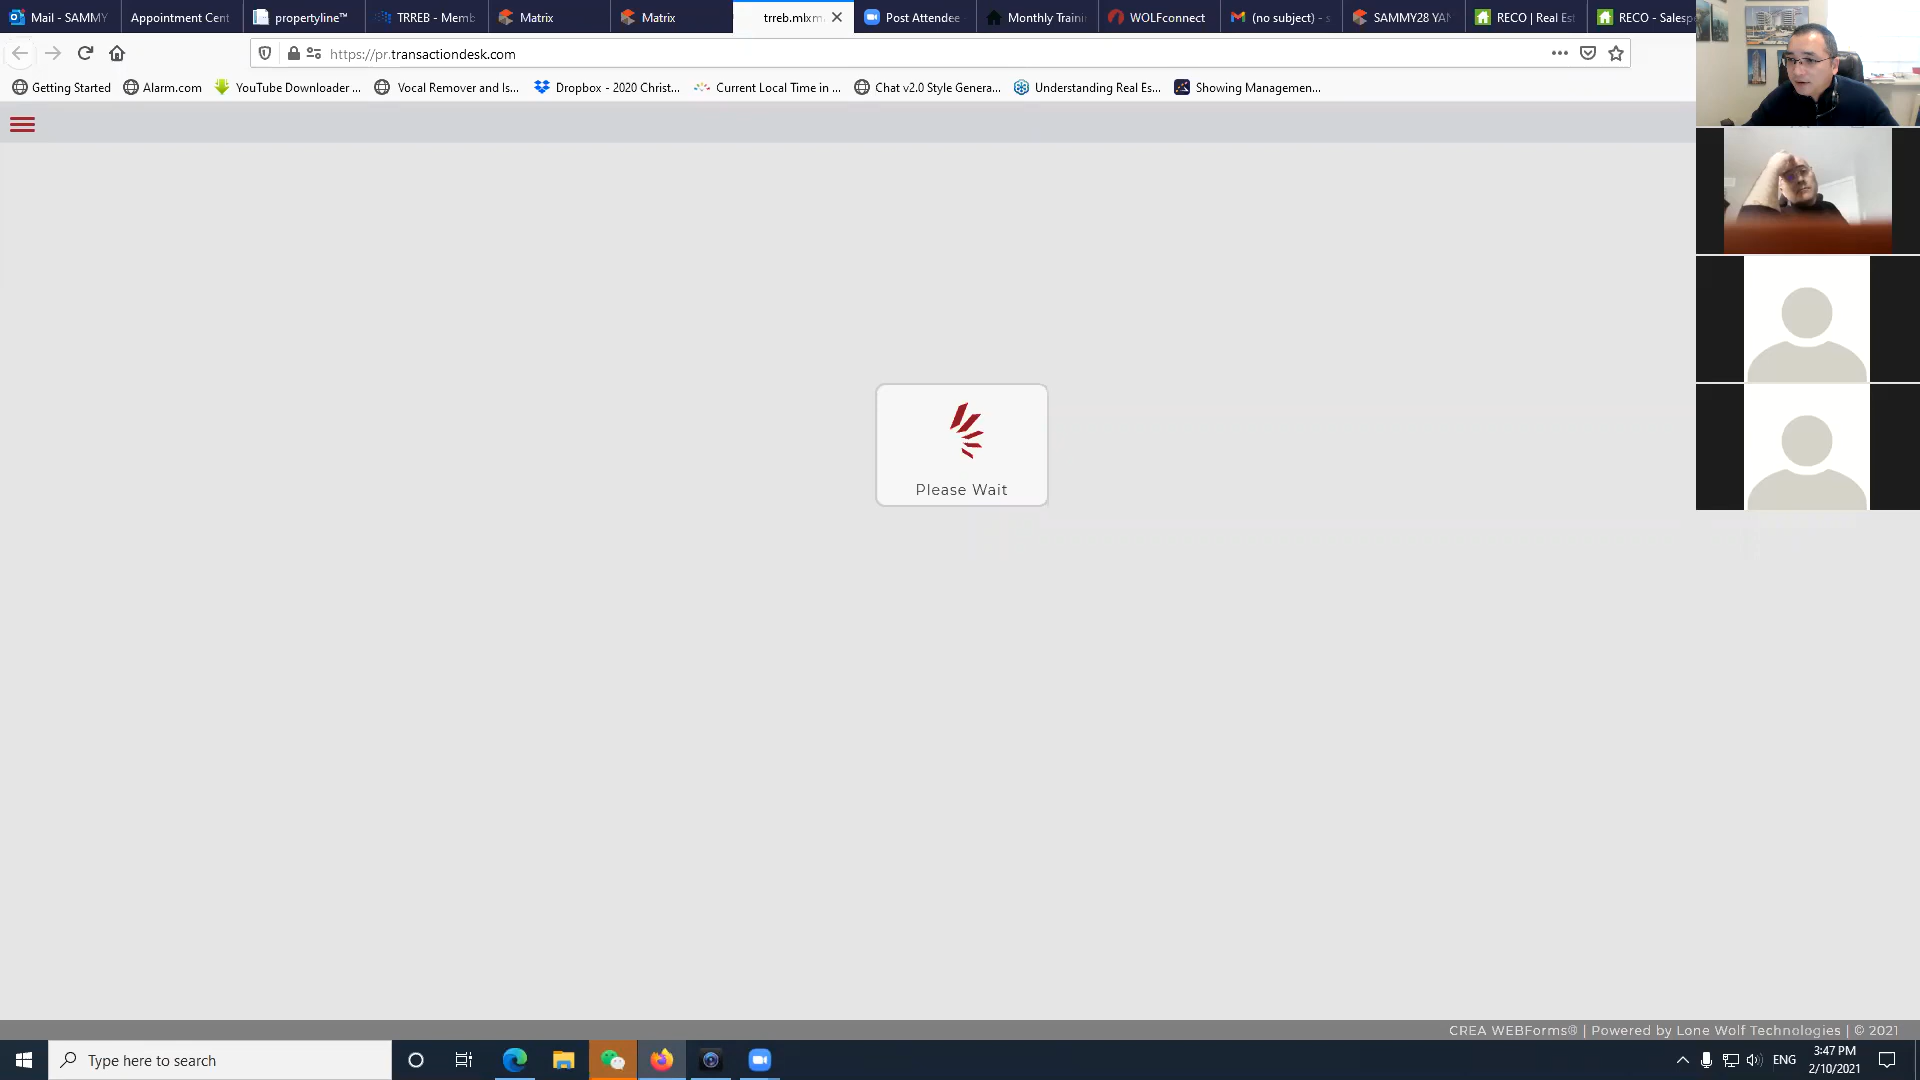 Mail - SAMMY
Appointment Cent
propertyline™
TRREB - Memb
Matrix
Matrix
trreb.mlxm
Post Attendee
Monthly Traini
WOLFconnect
(no subject) - s
SAMMY28 YAN
RECO | Real Est
RECO - Salesp
https://pr.transactiondesk.com
Getting Started
Alarm.com
YouTube Downloader ...
Vocal Remover and Is...
Dropbox - 2020 Christ...
Current Local Time in ...
Chat v2.0 Style Genera...
Understanding Real Es...
Showing Managemen...
Please Wait
CREA WEBForms® | Powered by Lone Wolf Technologies | © 2021
Type here to search
ENG
3:47 PM
2/10/2021